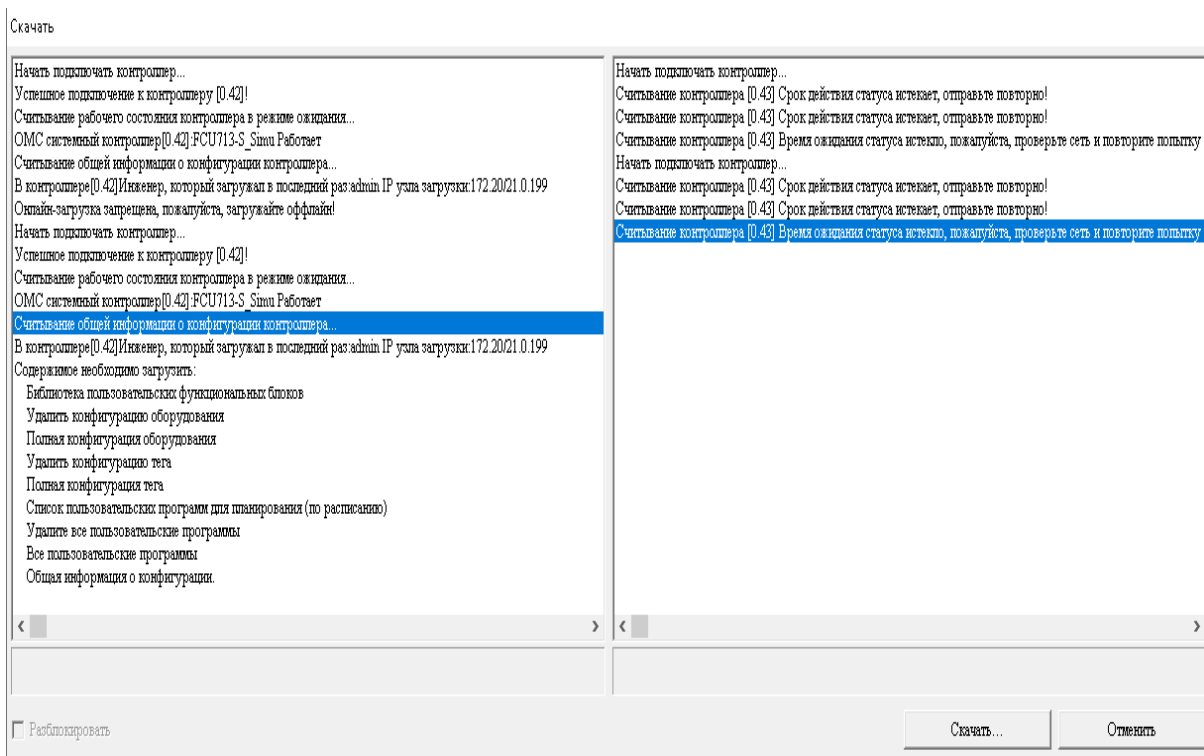 Скачать
Начать подключать контроллер...
Успешное подключение к контроллеру [0.42]!
Считывание рабочего состояния контроллера в режиме ожидания...
ОМС системный контроллер[0.42]:FCU713-S_Simu Работает
Считывание общей информации о конфигурации контроллера...
В контроллере[0.42]Инженер, который загружал в последний раз:admin IP узла загрузки:172.20/21.0.199
Онлайн-загрузка запрещена, пожалуйста, загружайте оффлайн!
Начать подключать контроллер...
Успешное подключение к контроллеру [0.42]!
Считывание рабочего состояния контроллера в режиме ожидания...
ОМС системный контроллер[0.42]:FCU713-S_Simu Работает
Считывание общей информации о конфигурации контроллера...
В контроллере[0.42]Инженер, который загружал в последний раз:admin IP узла загрузки:172.20/21.0.199
Содержимое необходимо загрузить:
Библиотека пользовательских функциональных блоков
Удалить конфигурацию оборудования
Полная конфигурация оборудования
Удалить конфигурацию тега
Полная конфигурация тега
Список пользовательских программ для планирования (по расписанию)
Удалите все пользовательские программы
Все пользовательские программы
Общая информация о конфигурации.
Начать подключать контроллер...
Считывание контроллера [0.43] Срок действия статуса истекает, отправьте повторно!
Считывание контроллера [0.43] Срок действия статуса истекает, отправьте повторно!
Считывание контроллера [0.43] Время ожидания статуса истекло, пожалуйста, проверьте сеть и повторите попытку
Начать подключать контроллер...
Считывание контроллера [0.43] Срок действия статуса истекает, отправьте повторно!
Считывание контроллера [0.43] Срок действия статуса истекает, отправьте повторно!
Считывание контроллера [0.43] Время ожидания статуса истекло, пожалуйста, проверьте сеть и повторите попытку
Разблокировать
Скачать...
Отменить